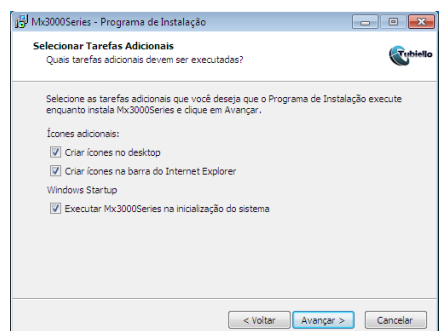 Mx3000Series - Programa de Instalação
Selecionar Tarefas Adicionais
Quais tarefas adicionais devem ser executadas?
Tubiello
Selecione as tarefas adicionais que você deseja que o Programa de Instalação execute
enquanto instala Mx3000Series e clique em Avançar.
Ícones adicionais:
Criar ícones no desktop
Criar ícones na barra do Internet Explorer
Windows Startup
Executar Mx3000Series na inicialização do sistema
< Voltar Avançar > Cancelar